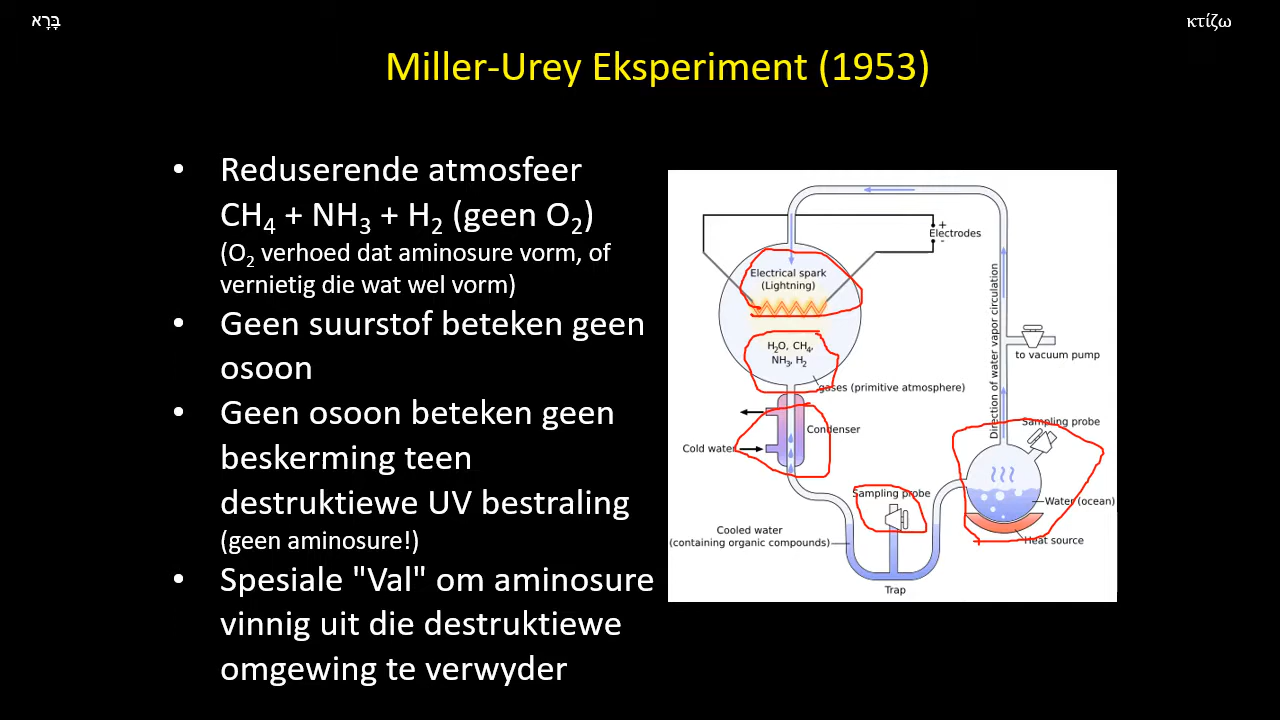 בָּרָא
κτίζω
Miller-Urey Eksperiment (1953)
• Reduserende atmosfeer
CH₄ + NH₃ + H₂ (geen O₂)
(O₂ verhoed dat aminosure vorm, of
vernietig die wat wel vorm)
• Geen suurstof beteken geen
osoon
• Geen osoon beteken geen
beskerming teen
destruktiewe UV bestraling
(geen aminosure!)
• Spesiale "Val" om aminosure
vinnig uit die destruktiewe
omgewing te verwyder
+
Electrodes
-
Electrical spark
(Lightning)
H₂O, CH₄,
NH₃, H₂
gases (primitive atmosphere)
Direction of water vapor circulation
to vacuum pump
Condenser
Cold water
Sampling probe
Sampling probe
Water (ocean)
Heat source
Cooled water
(containing organic compounds)
Trap